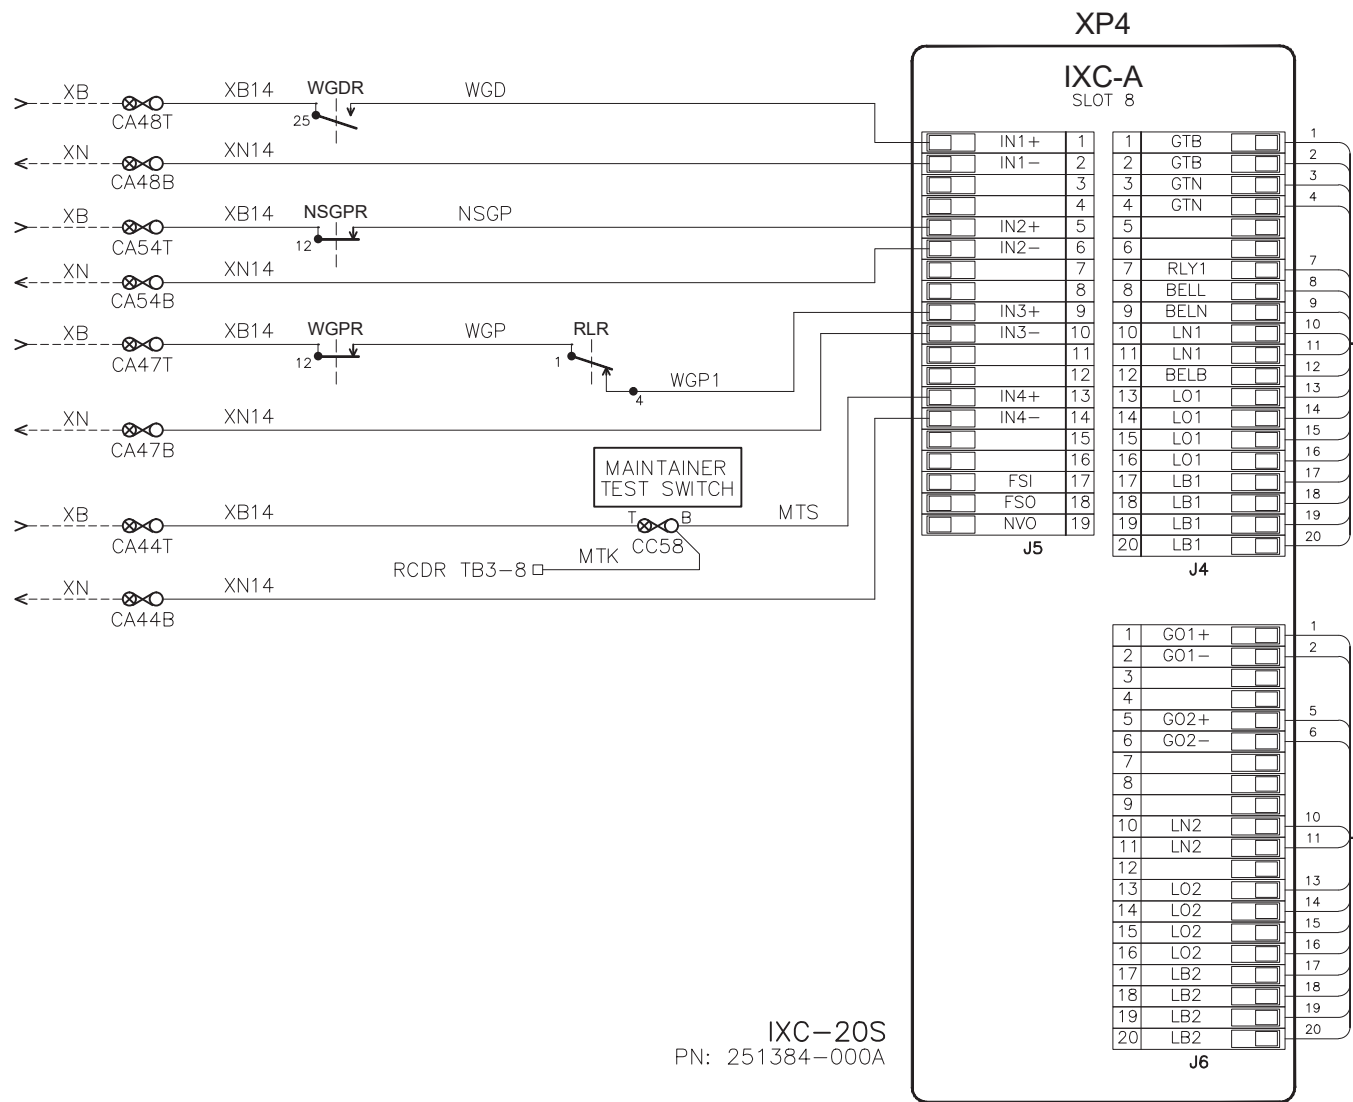 XP4
IXC-A
SLOT 8
XB XB14 WGDR WGD
CA48T 25
XN XN14
CA48B
XB XB14 NSGPR NSGP
CA54T 12
XN XN14
CA54B
XB XB14 WGPR WGP RLR
CA47T 12 1
WGP1
4
XN XN14
CA47B
MAINTAINER
TEST SWITCH
XB XB14 T B MTS
CA44T CC58
MTK
RCDR TB3-8
XN XN14
CA44B
IN1+ 1
IN1- 2
3
4
IN2+ 5
IN2- 6
7
8
IN3+ 9
IN3- 10
11
12
IN4+ 13
IN4- 14
15
16
FSI 17
FSO 18
NVO 19
J5
1 GTB 1
2 GTB 2
3 GTN 3
4 GTN 4
5
6
7 RLY1 7
8 BELL 8
9 BELN 9
10 LN1 10
11 LN1 11
12 BELB 12
13 LO1 13
14 LO1 14
15 LO1 15
16 LO1 16
17 LB1 17
18 LB1 18
19 LB1 19
20 LB1 20
J4
1 GO1+ 1
2 GO1- 2
3
4
5 GO2+ 5
6 GO2- 6
7
8
9
10 LN2 10
11 LN2 11
12
13 LO2 13
14 LO2 14
15 LO2 15
16 LO2 16
17 LB2 17
18 LB2 18
19 LB2 19
20 LB2 20
J6
IXC-20S
PN: 251384-000A